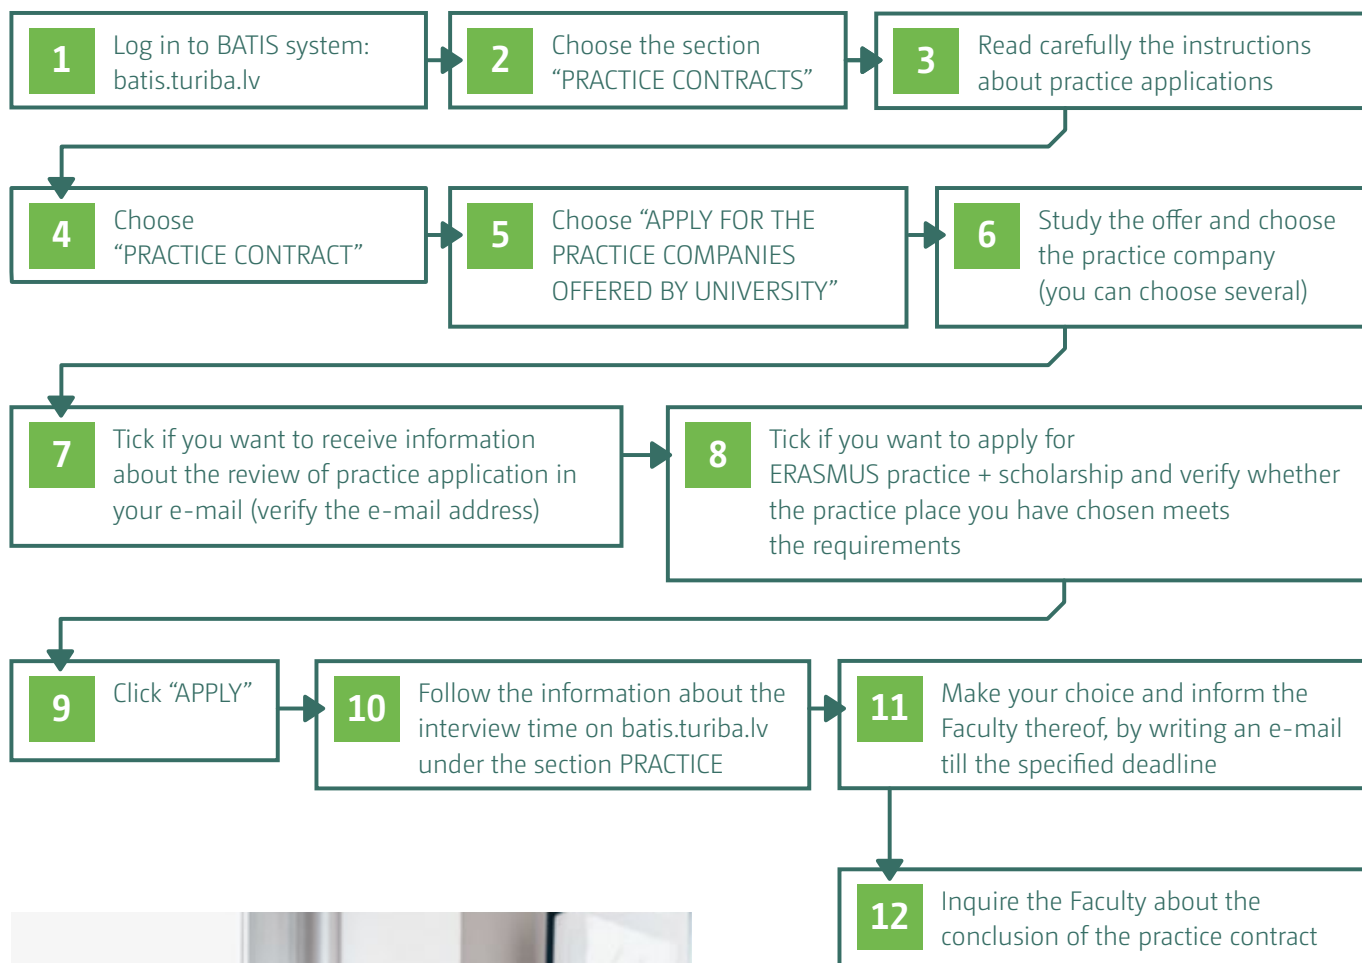 1
Log in to BATIS system:
batis.turiba.lv
2
Choose the section
“PRACTICE CONTRACTS”
3
Read carefully the instructions
about practice applications
4
Choose
“PRACTICE CONTRACT”
5
Choose “APPLY FOR THE
PRACTICE COMPANIES
OFFERED BY UNIVERSITY”
6
Study the offer and choose
the practice company
(you can choose several)
7
Tick if you want to receive information
about the review of practice application in
your e-mail (verify the e-mail address)
8
Tick if you want to apply for
ERASMUS practice + scholarship and verify whether
the practice place you have chosen meets
the requirements
9
Click “APPLY”
10
Follow the information about the
interview time on batis.turiba.lv
under the section PRACTICE
11
Make your choice and inform the
Faculty thereof, by writing an e-mail
till the specified deadline
12
Inquire the Faculty about the
conclusion of the practice contract